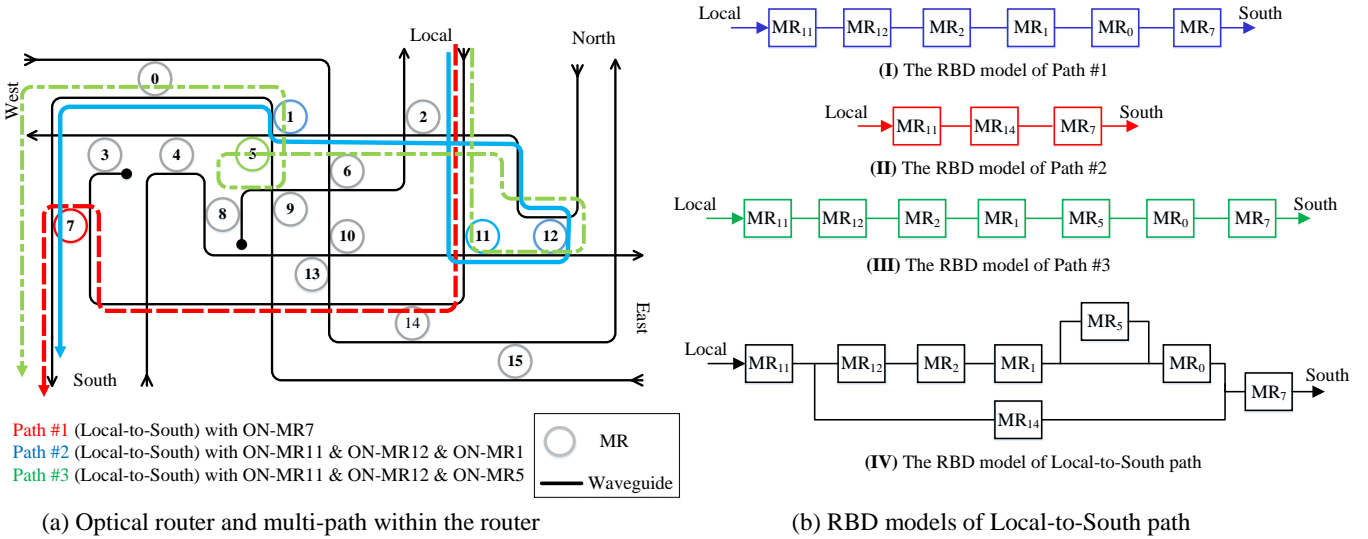 Local
North
West
0
1
2
3
4
5
6
7
8
9
10
11
12
13
14
15
East
South
Path #1 (Local-to-South) with ON-MR7
Path #2 (Local-to-South) with ON-MR11 & ON-MR12 & ON-MR1
Path #3 (Local-to-South) with ON-MR11 & ON-MR12 & ON-MR5
MR
Waveguide
(a) Optical router and multi-path within the router
Local MR₁₁ MR₁₂ MR₂ MR₁ MR₀ MR₇ South
(I) The RBD model of Path #1
Local MR₁₁ MR₁₄ MR₇ South
(II) The RBD model of Path #2
Local MR₁₁ MR₁₂ MR₂ MR₁ MR₅ MR₀ MR₇ South
(III) The RBD model of Path #3
MR₅
Local MR₁₁ MR₁₂ MR₂ MR₁ MR₀ MR₇ South
MR₁₄
(IV) The RBD model of Local-to-South path
(b) RBD models of Local-to-South path